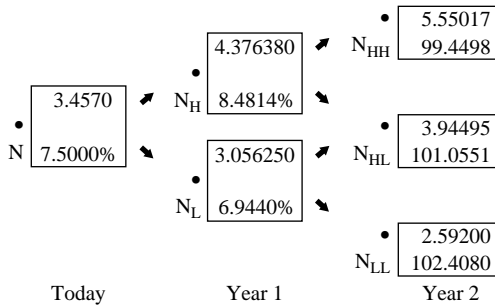 5.55017
N_HH 99.4498
4.376380
N_H 8.4814%
3.4570
N 7.5000%
3.94495
N_HL 101.0551
3.056250
N_L 6.9440%
2.59200
N_LL 102.4080
Today Year 1 Year 2